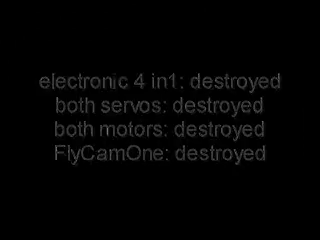 electronic 4 in1: destroyed
both servos: destroyed
both motors: destroyed
FlyCamOne: destroyed